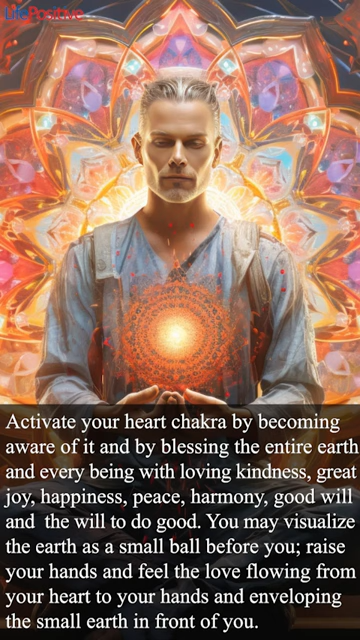 LifePositive
Activate your heart chakra by becoming
aware of it and by blessing the entire earth
and every being with loving kindness, great
joy, happiness, peace, harmony, good will
and the will to do good. You may visualize
the earth as a small ball before you; raise
your hands and feel the love flowing from
your heart to your hands and enveloping
the small earth in front of you.